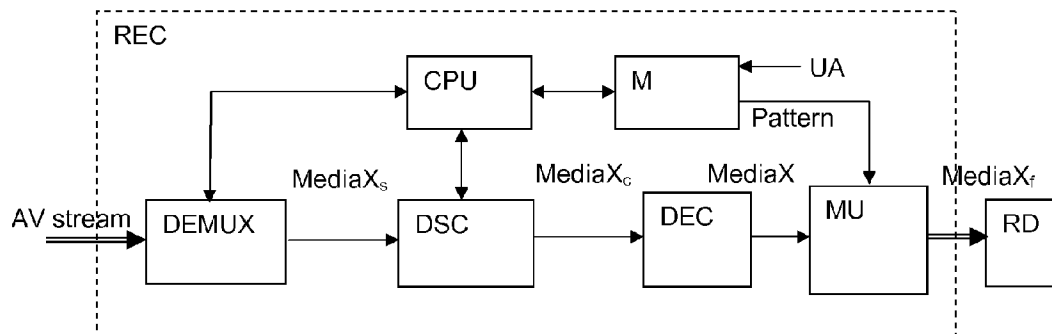 REC
CPU
M
UA
Pattern
MediaXs
MediaXc
MediaX
MediaXf
AV stream
DEMUX
DSC
DEC
MU
RD